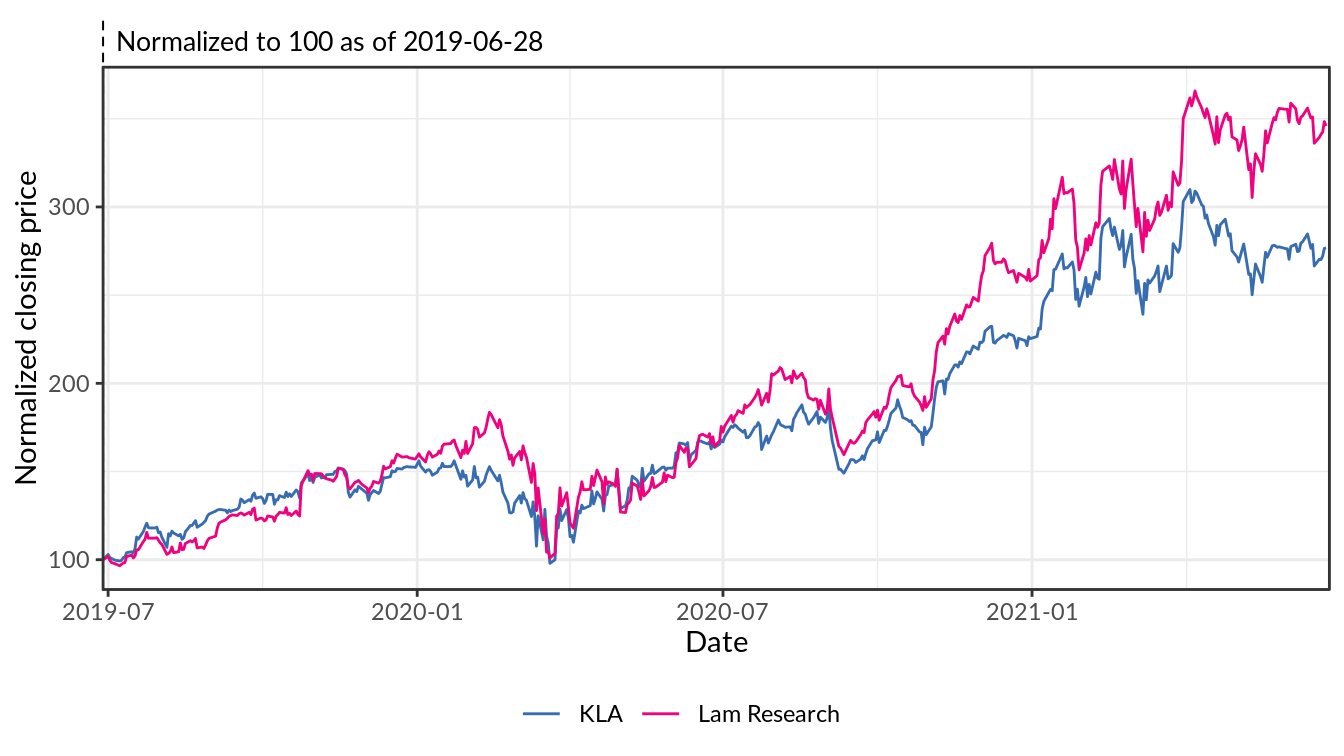 Normalized to 100 as of 2019-06-28
Normalized closing price
300
200
100
2019-07 2020-01 2020-07 2021-01
Date
KLA Lam Research